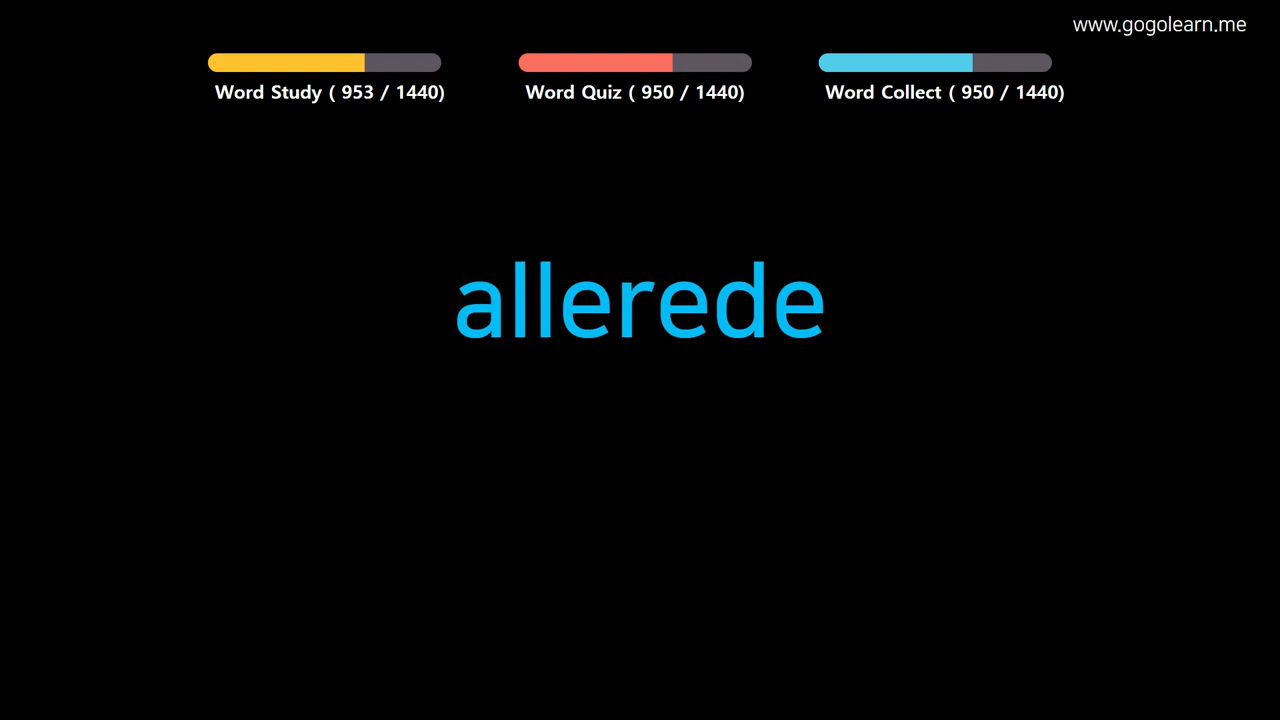 www.gogolearn.me
Word Study ( 953 / 1440)
Word Quiz ( 950 / 1440)
Word Collect ( 950 / 1440)
allerede